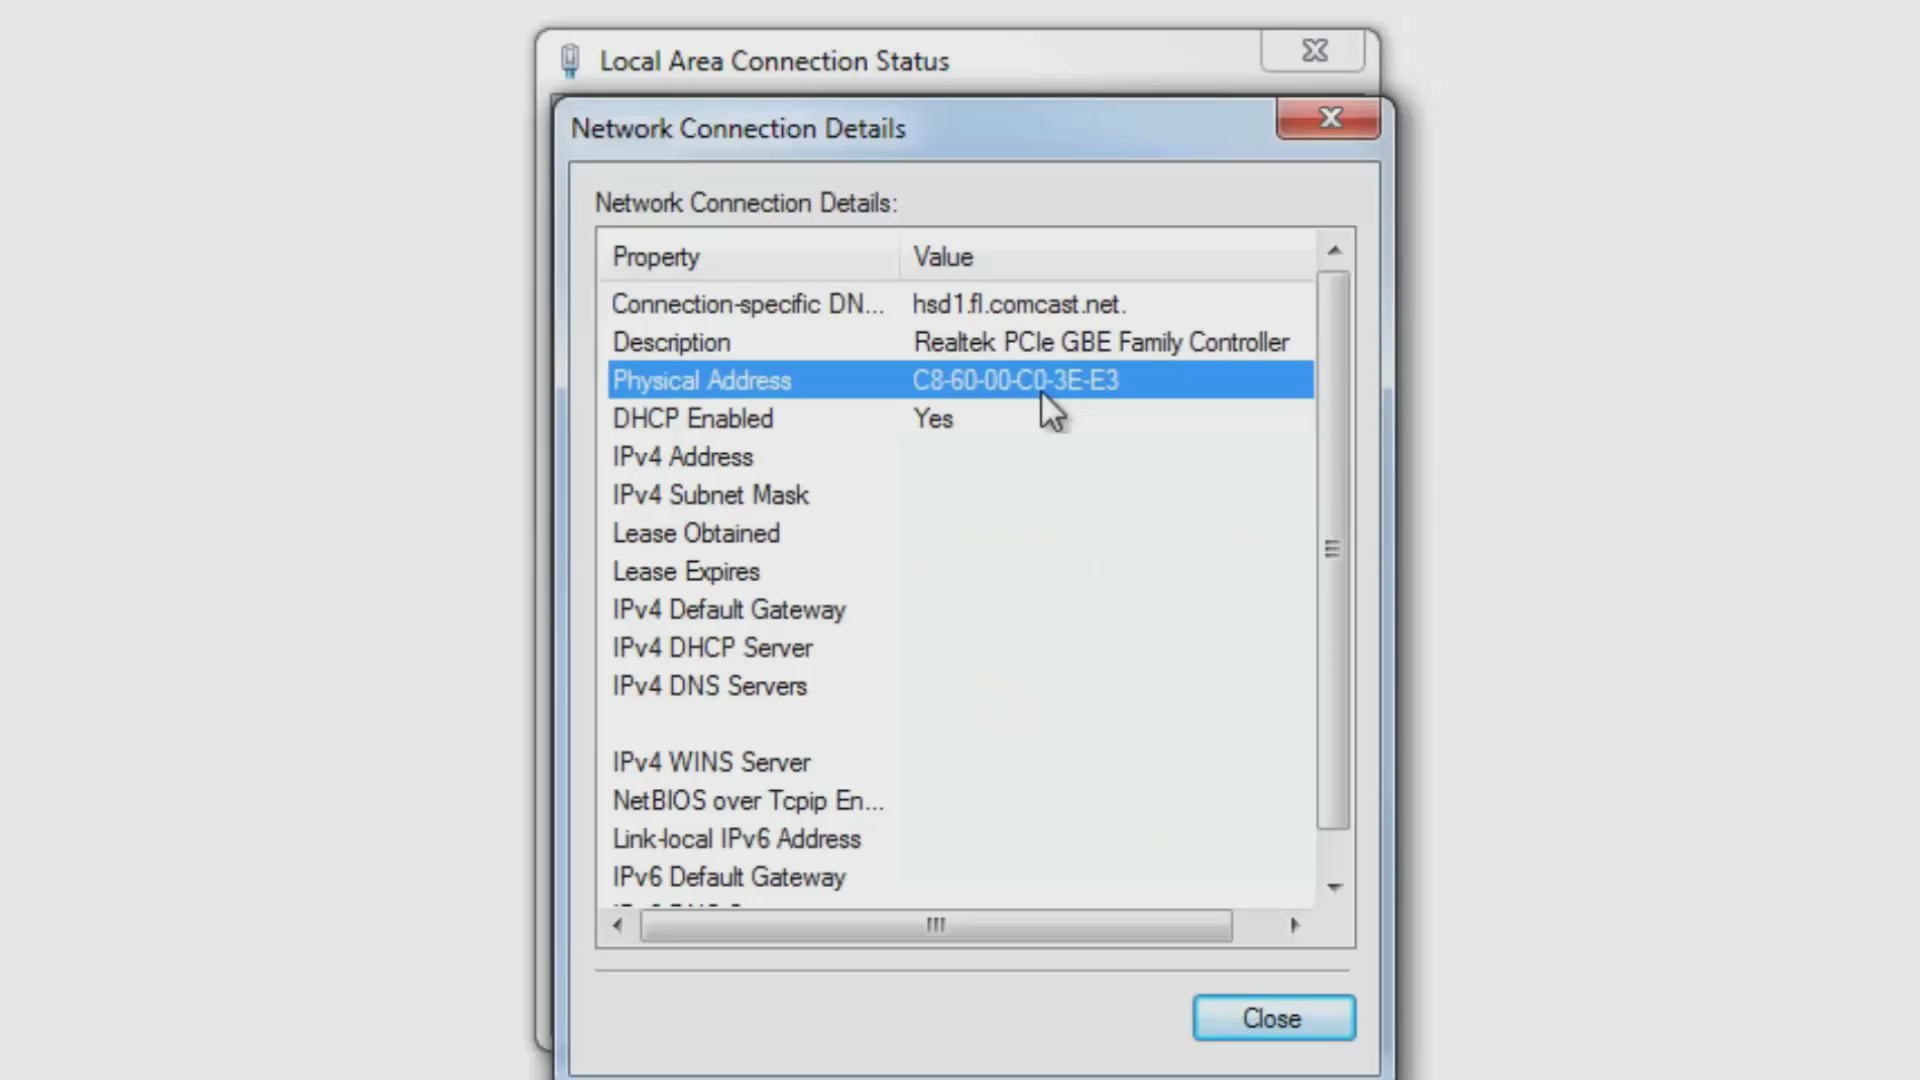 Local Area Connection Status
Network Connection Details
Network Connection Details:
Property Value
Connection-specific DN... hsd1.fl.comcast.net.
Description Realtek PCIe GBE Family Controller
Physical Address C8-60-00-C0-3E-E3
DHCP Enabled Yes
IPv4 Address
IPv4 Subnet Mask
Lease Obtained
Lease Expires
IPv4 Default Gateway
IPv4 DHCP Server
IPv4 DNS Servers
IPv4 WINS Server
NetBIOS over Tcpip En...
Link-local IPv6 Address
IPv6 Default Gateway
Close